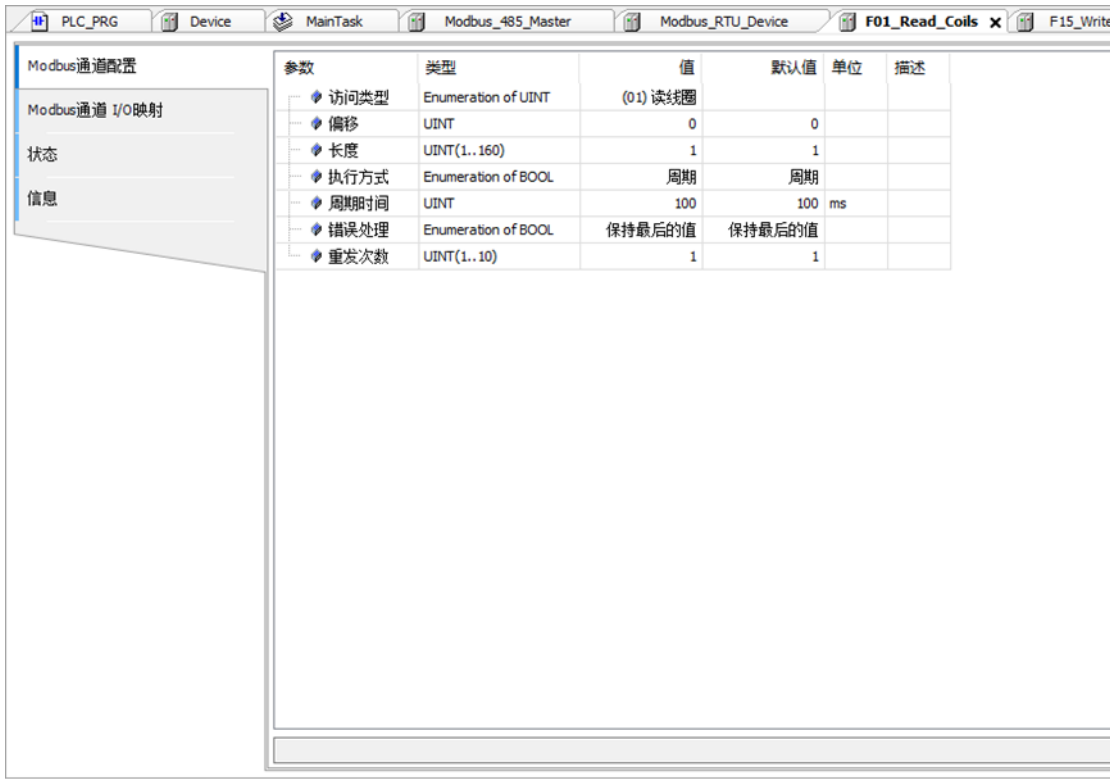 PLC_PRG Device MainTask Modbus_485_Master Modbus_RTU_Device F01_Read_Coils x F15_Write
Modbus通道配置
Modbus通道 I/O映射
状态
信息
参数 类型 值 默认值 单位 描述
访问类型 Enumeration of UINT (01) 读线圈
偏移 UINT 0 0
长度 UINT(1..160) 1 1
执行方式 Enumeration of BOOL 周期 周期
周期时间 UINT 100 100 ms
错误处理 Enumeration of BOOL 保持最后的值 保持最后的值
重发次数 UINT(1..10) 1 1